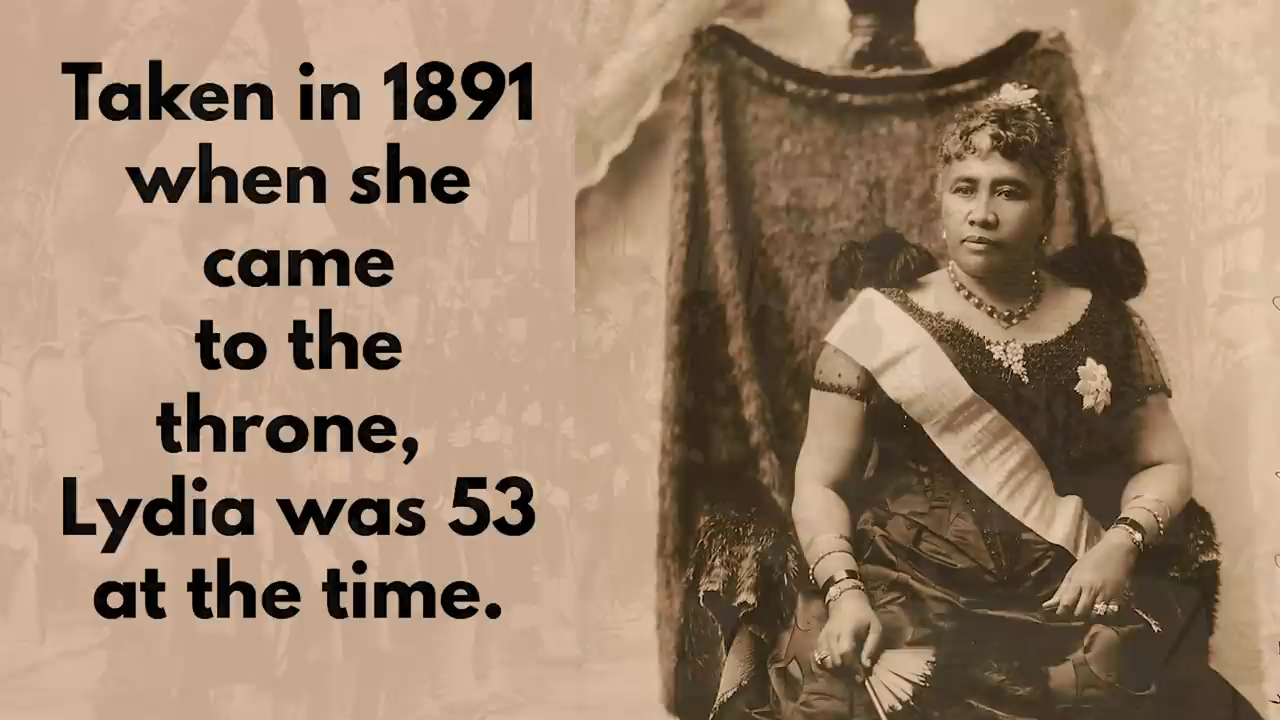 Taken in 1891
when she
came
to the
throne,
Lydia was 53
at the time.